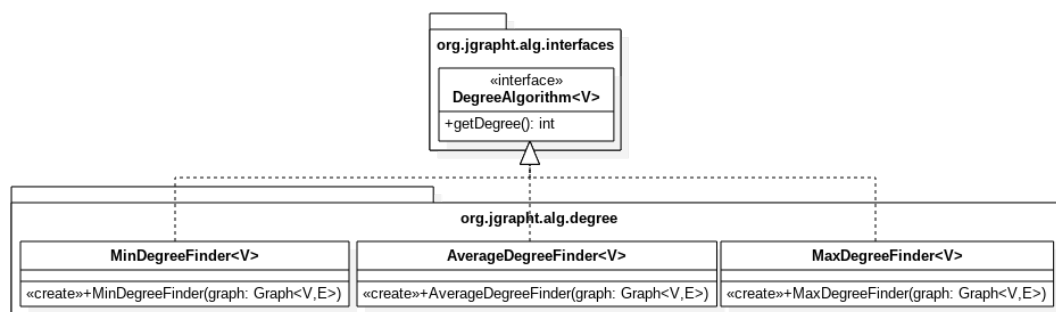 org.jgrapht.alg.interfaces
«interface»
DegreeAlgorithm<V>
+getDegree(): int
org.jgrapht.alg.degree
MinDegreeFinder<V>
«create»+MinDegreeFinder(graph: Graph<V,E>)
AverageDegreeFinder<V>
«create»+AverageDegreeFinder(graph: Graph<V,E>)
MaxDegreeFinder<V>
«create»+MaxDegreeFinder(graph: Graph<V,E>)